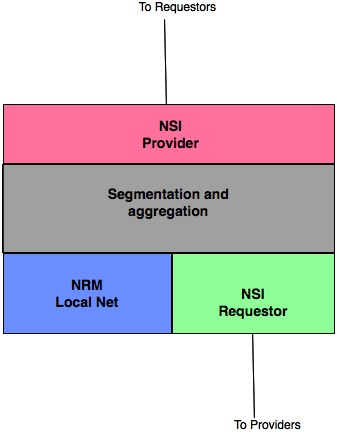 To Requestors
NSI
Provider
Segmentation and
aggregation
NRM
Local Net
NSI
Requestor
To Providers